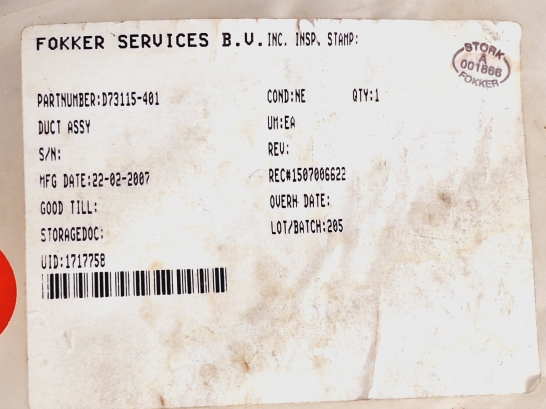 FOKKER SERVICES B.V. INC. INSP. STAMP:
STORK
A
001866
FOKKER
PARTNUMBER:D73115-401 COND:NE QTY:1
DUCT ASSY UM:EA
S/N: REV:
MFG DATE:22-02-2007 REC#1507006622
GOOD TILL: OVERH DATE:
STORAGEDOC: LOT/BATCH:205
UID:1717758